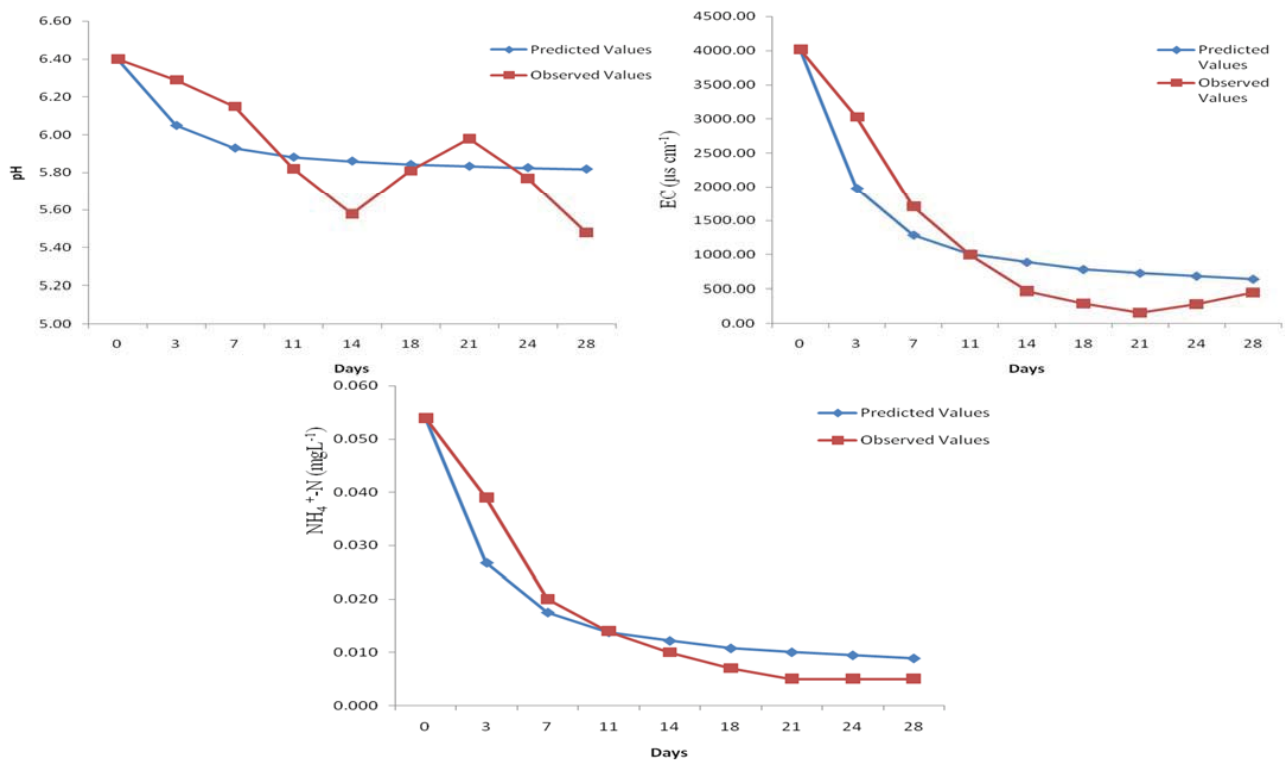 6.60
6.40
6.20
6.00
5.80
5.60
5.40
5.20
5.00
pH
Predicted Values
Observed Values
0 3 7 11 14 18 21 24 28
Days
4500.00
4000.00
3500.00
3000.00
2500.00
2000.00
1500.00
1000.00
500.00
0.00
EC (µs cm⁻¹)
Predicted
Values
Observed
Values
0 3 7 11 14 18 21 24 28
Days
0.060
0.050
0.040
0.030
0.020
0.010
0.000
NH₄⁺-N (mgL⁻¹)
Predicted Values
Observed Values
0 3 7 11 14 18 21 24 28
Days